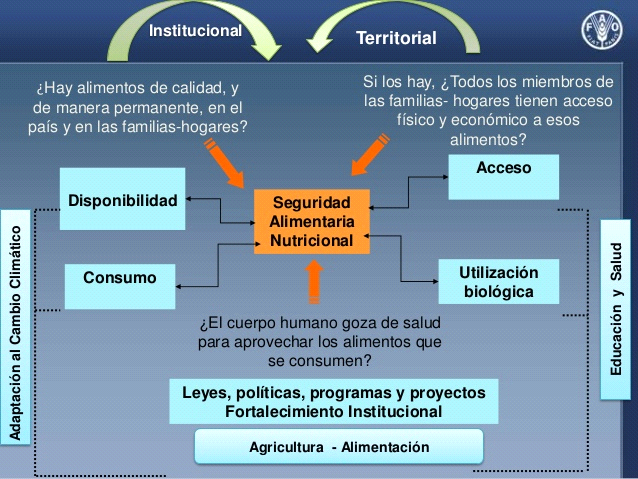 Institucional
Territorial
F A O
FIAT PANIS
¿Hay alimentos de calidad, y
de manera permanente, en el
país y en las familias-hogares?
Si los hay, ¿Todos los miembros de
las familias- hogares tienen acceso
físico y económico a esos
alimentos?
Disponibilidad
Seguridad
Alimentaria
Nutricional
Acceso
Consumo
Utilización
biológica
Adaptación al Cambio Climático
Educación y Salud
¿El cuerpo humano goza de salud
para aprovechar los alimentos que
se consumen?
Leyes, políticas, programas y proyectos
Fortalecimiento Institucional
Agricultura - Alimentación